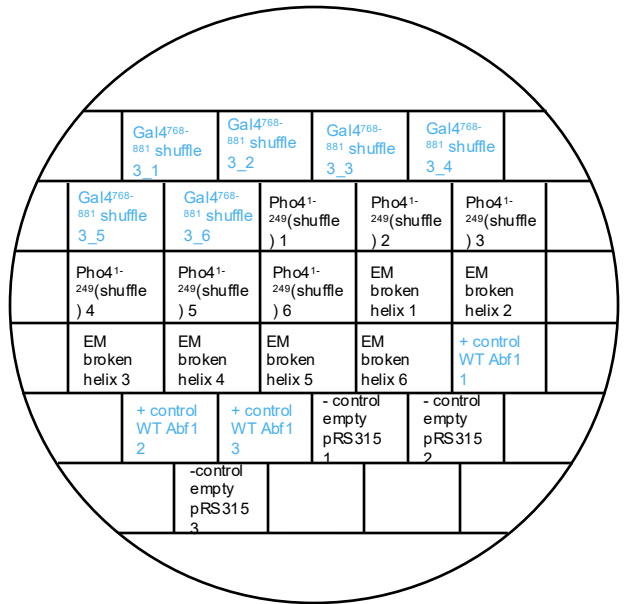 Gal4⁷⁶⁸⁻
⁸⁸¹ shuffle
3_1
Gal4⁷⁶⁸⁻
⁸⁸¹ shuffle
3_2
Gal4⁷⁶⁸⁻
⁸⁸¹ shuffle
3_3
Gal4⁷⁶⁸⁻
⁸⁸¹ shuffle
3_4
Gal4⁷⁶⁸⁻
⁸⁸¹ shuffle
3_5
Gal4⁷⁶⁸⁻
⁸⁸¹ shuffle
3_6
Pho4¹⁻
²⁴⁹(shuffle
) 1
Pho4¹⁻
²⁴⁹(shuffle
) 2
Pho4¹⁻
²⁴⁹(shuffle
) 3
Pho4¹⁻
²⁴⁹(shuffle
) 4
Pho4¹⁻
²⁴⁹(shuffle
) 5
Pho4¹⁻
²⁴⁹(shuffle
) 6
EM
broken
helix 1
EM
broken
helix 2
EM
broken
helix 3
EM
broken
helix 4
EM
broken
helix 5
EM
broken
helix 6
+ control
WT Abf1
1
+ control
WT Abf1
2
+ control
WT Abf1
3
- control
empty
pRS315
1
- control
empty
pRS315
2
-control
empty
pRS315
3